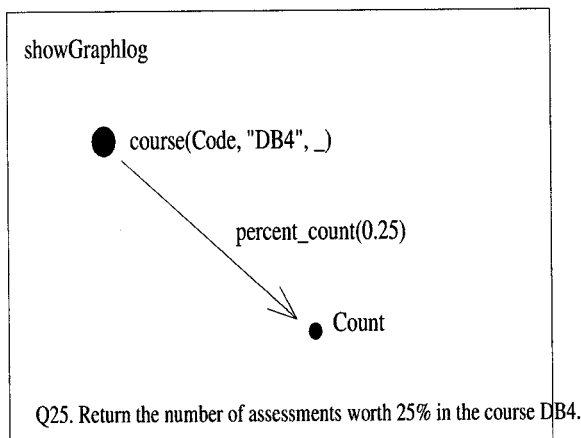 showGraphlog
course(Code, "DB4", _)
percent_count(0.25)
Count
Q25. Return the number of assessments worth 25% in the course DB4.